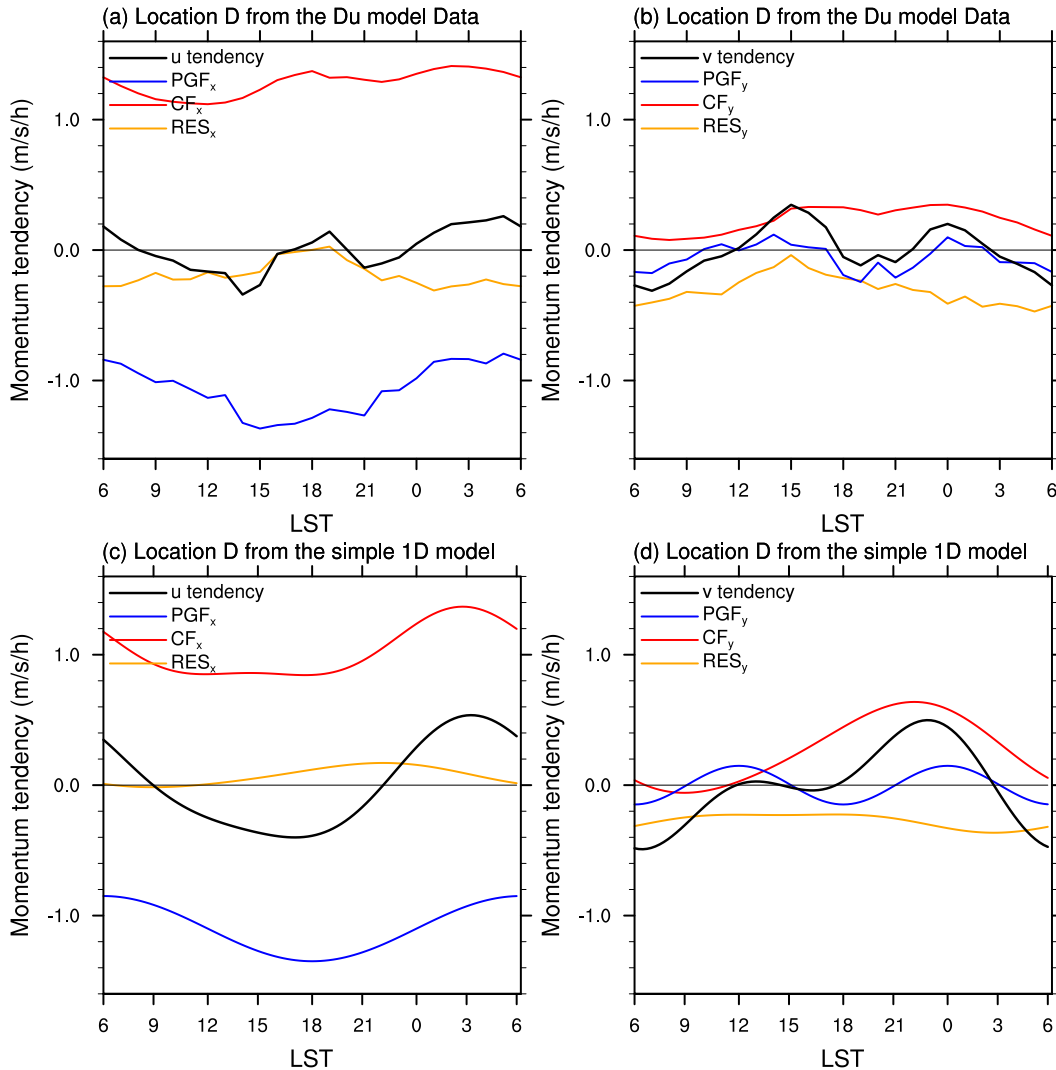 (a) Location D from the Du model Data
u tendency
PGFx
CFx
RESx
1.0
0.0
-1.0
Momentum tendency (m/s/h)
6 9 12 15 18 21 0 3 6
LST
(b) Location D from the Du model Data
v tendency
PGFy
CFy
RESy
1.0
0.0
-1.0
Momentum tendency (m/s/h)
6 9 12 15 18 21 0 3 6
LST
(c) Location D from the simple 1D model
u tendency
PGFx
CFx
RESx
1.0
0.0
-1.0
Momentum tendency (m/s/h)
6 9 12 15 18 21 0 3 6
LST
(d) Location D from the simple 1D model
v tendency
PGFy
CFy
RESy
1.0
0.0
-1.0
Momentum tendency (m/s/h)
6 9 12 15 18 21 0 3 6
LST